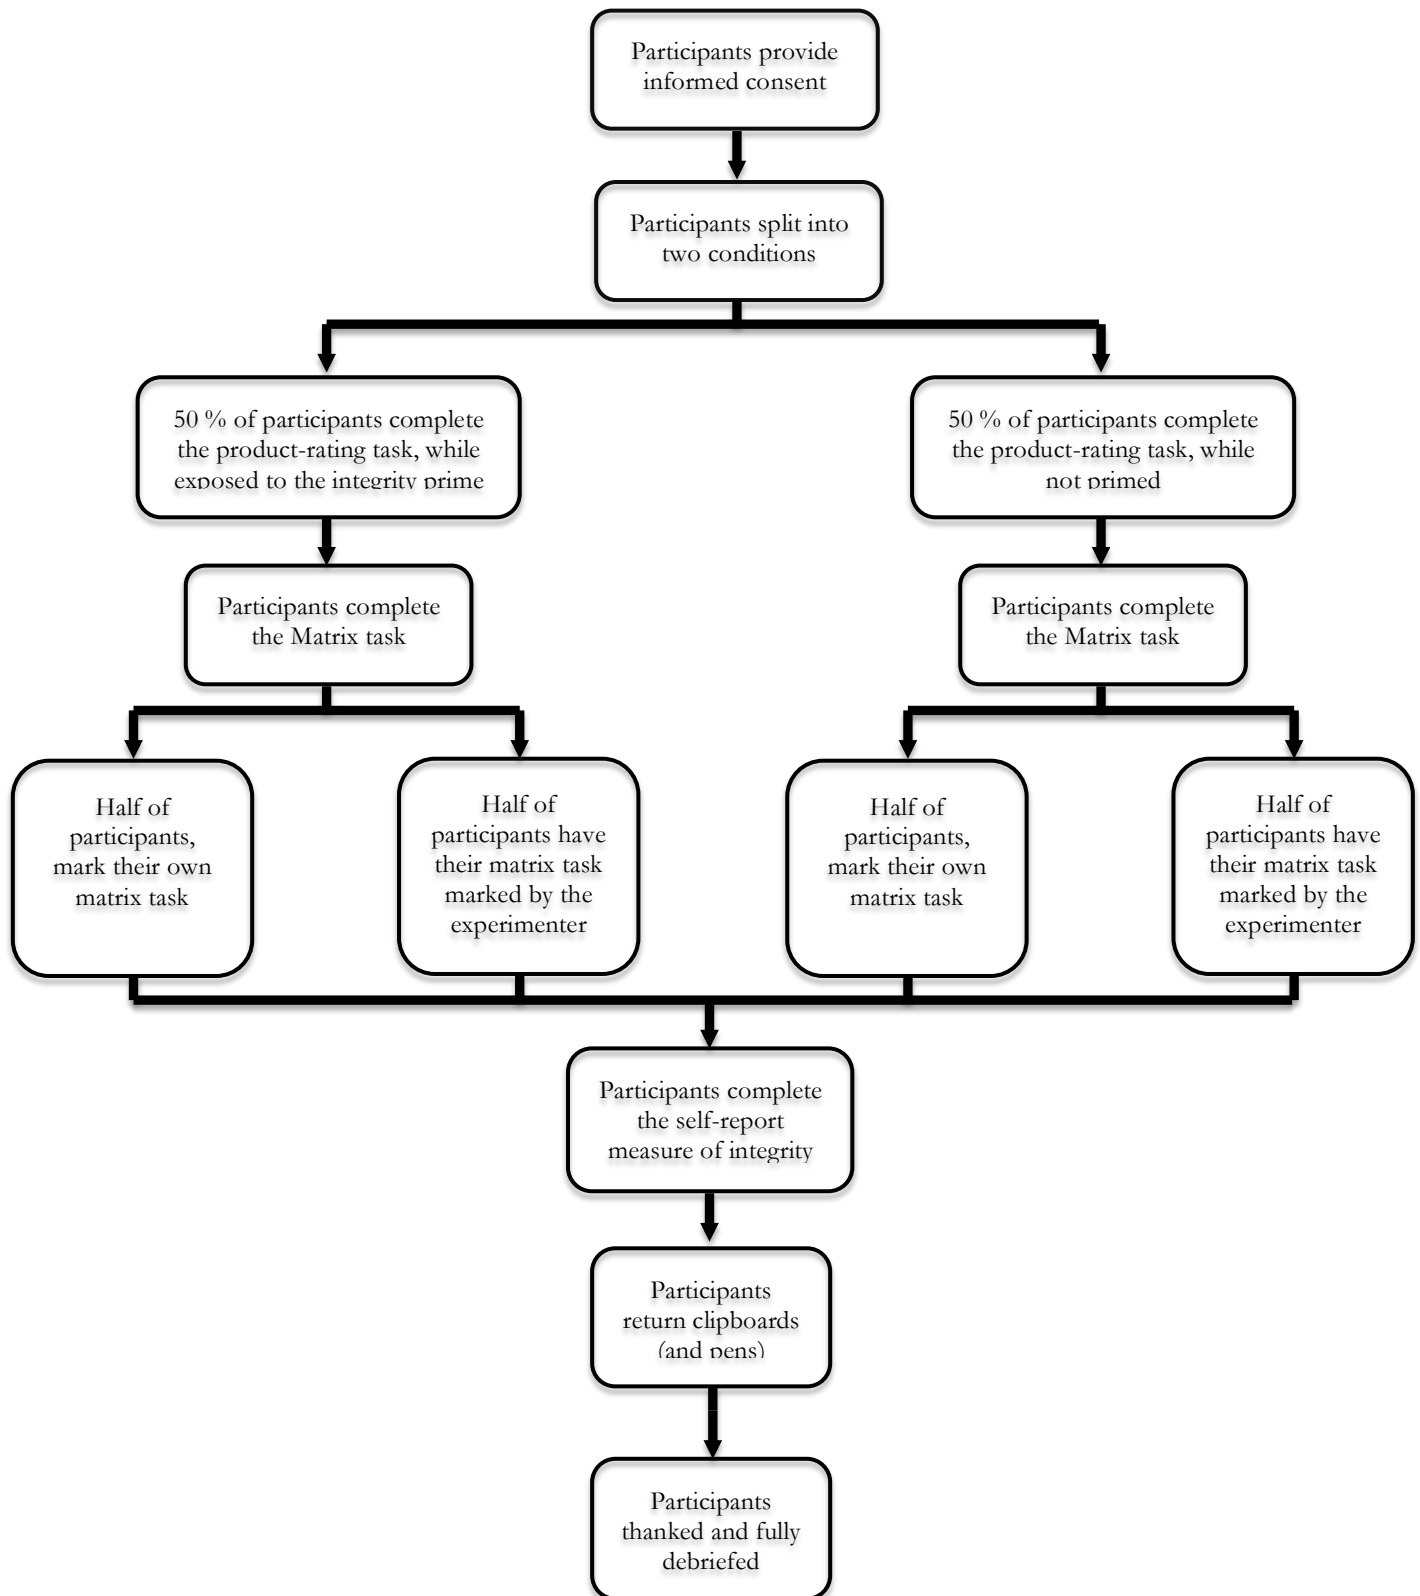 Participants provide
informed consent
Participants split into
two conditions
50 % of participants complete
the product-rating task, while
exposed to the integrity prime
50 % of participants complete
the product-rating task, while
not primed
Participants complete
the Matrix task
Participants complete
the Matrix task
Half of
participants,
mark their own
matrix task
Half of
participants have
their matrix task
marked by the
experimenter
Half of
participants,
mark their own
matrix task
Half of
participants have
their matrix task
marked by the
experimenter
Participants complete
the self-report
measure of integrity
Participants
return clipboards
(and pens)
Participants
thanked and fully
debriefed